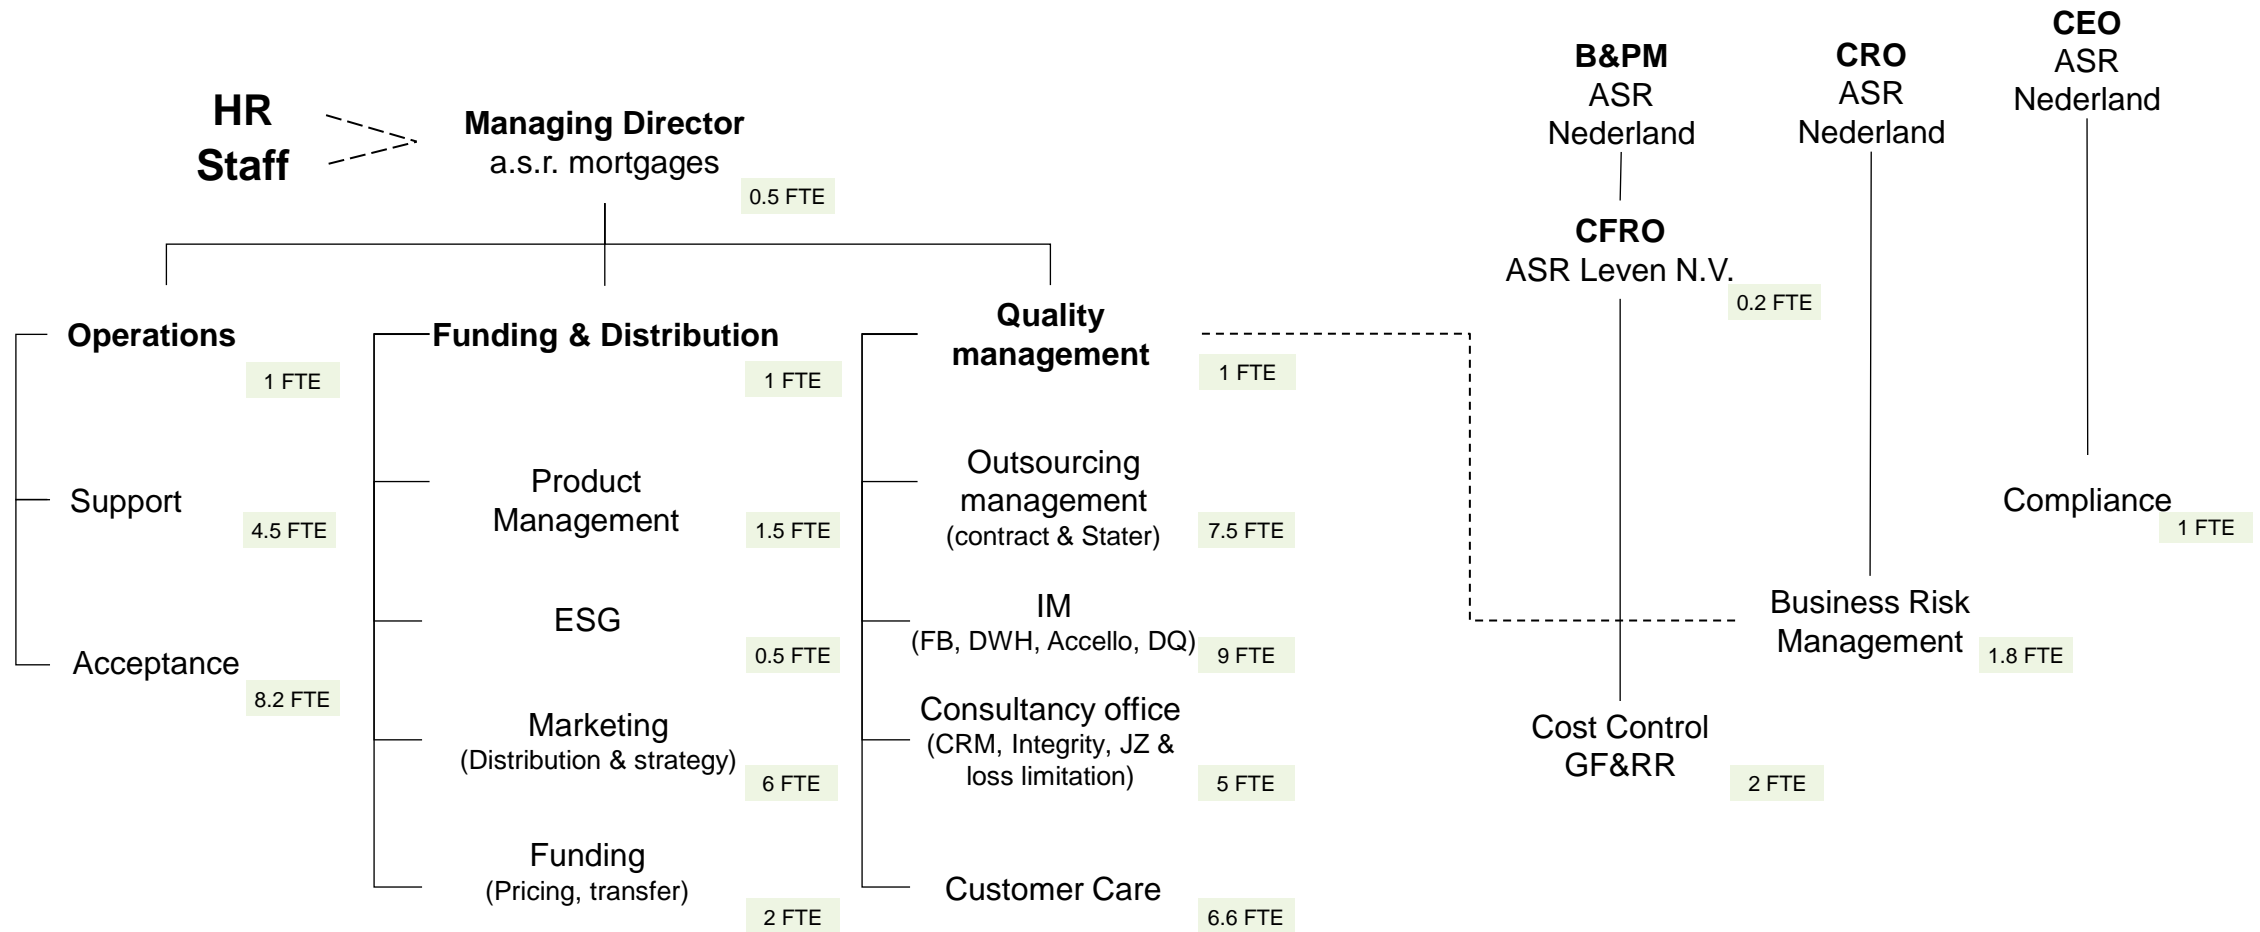 HR
Staff
Managing Director
a.s.r. mortgages
0.5 FTE
Operations
1 FTE
Support
4.5 FTE
Acceptance
8.2 FTE
Funding & Distribution
1 FTE
Product
Management
1.5 FTE
ESG
0.5 FTE
Marketing
(Distribution & strategy)
6 FTE
Funding
(Pricing, transfer)
2 FTE
Quality
management
1 FTE
Outsourcing
management
(contract & Stater)
7.5 FTE
IM
(FB, DWH, Accello, DQ)
9 FTE
Consultancy office
(CRM, Integrity, JZ &
loss limitation)
5 FTE
Customer Care
6.6 FTE
B&PM
ASR
Nederland
CFRO
ASR Leven N.V.
0.2 FTE
Cost Control
GF&RR
2 FTE
CRO
ASR
Nederland
Business Risk
Management
1.8 FTE
CEO
ASR
Nederland
Compliance
1 FTE